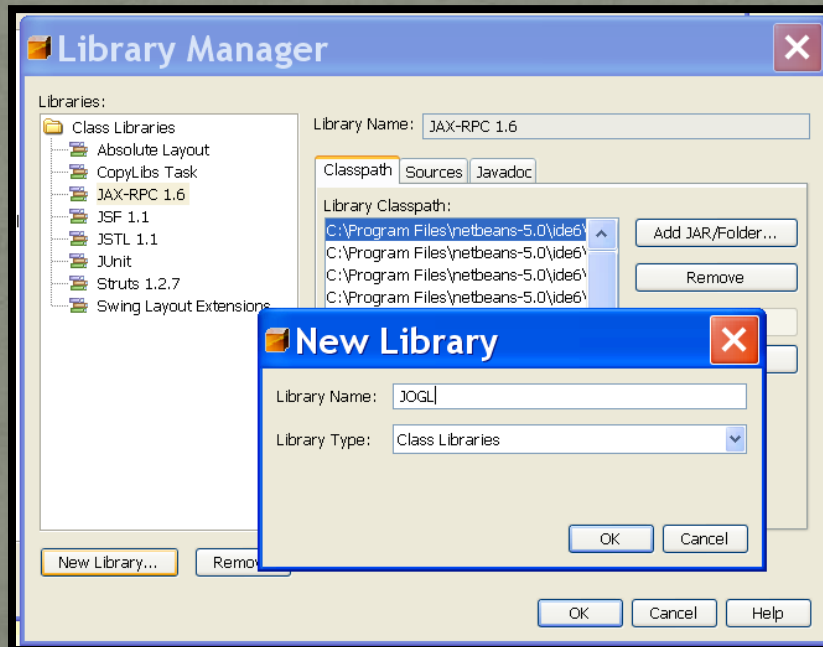 Library Manager
Libraries:
Class Libraries
Absolute Layout
CopyLibs Task
JAX-RPC 1.6
JSF 1.1
JSTL 1.1
JUnit
Struts 1.2.7
Swing Layout Extensions
Library Name: JAX-RPC 1.6
Classpath Sources Javadoc
Library Classpath:
C:\Program Files\netbeans-5.0\ide6\
C:\Program Files\netbeans-5.0\ide6\
C:\Program Files\netbeans-5.0\ide6\
C:\Program Files\netbeans-5.0\ide6\
Add JAR/Folder...
Remove
New Library
Library Name: JOGL
Library Type: Class Libraries
OK Cancel
New Library... Remov
OK Cancel Help